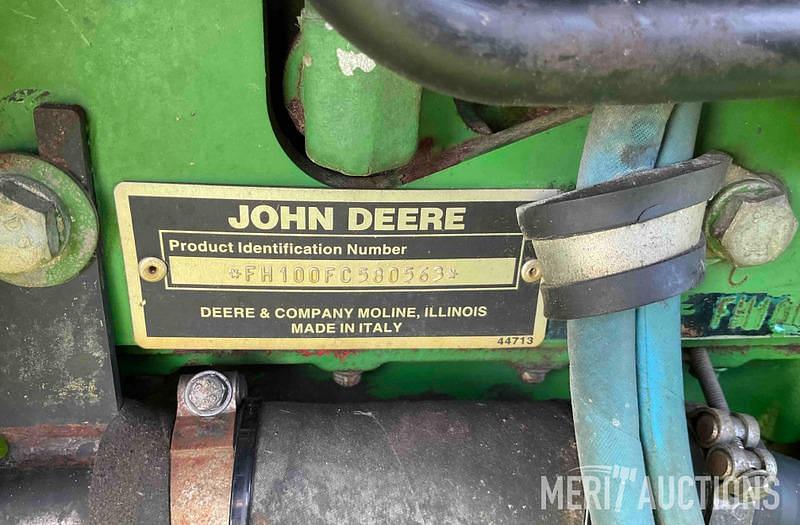 JOHN DEERE
Product Identification Number
*FH100FC580563*
DEERE & COMPANY MOLINE, ILLINOIS
MADE IN ITALY
44713
MERIT AUCTIONS